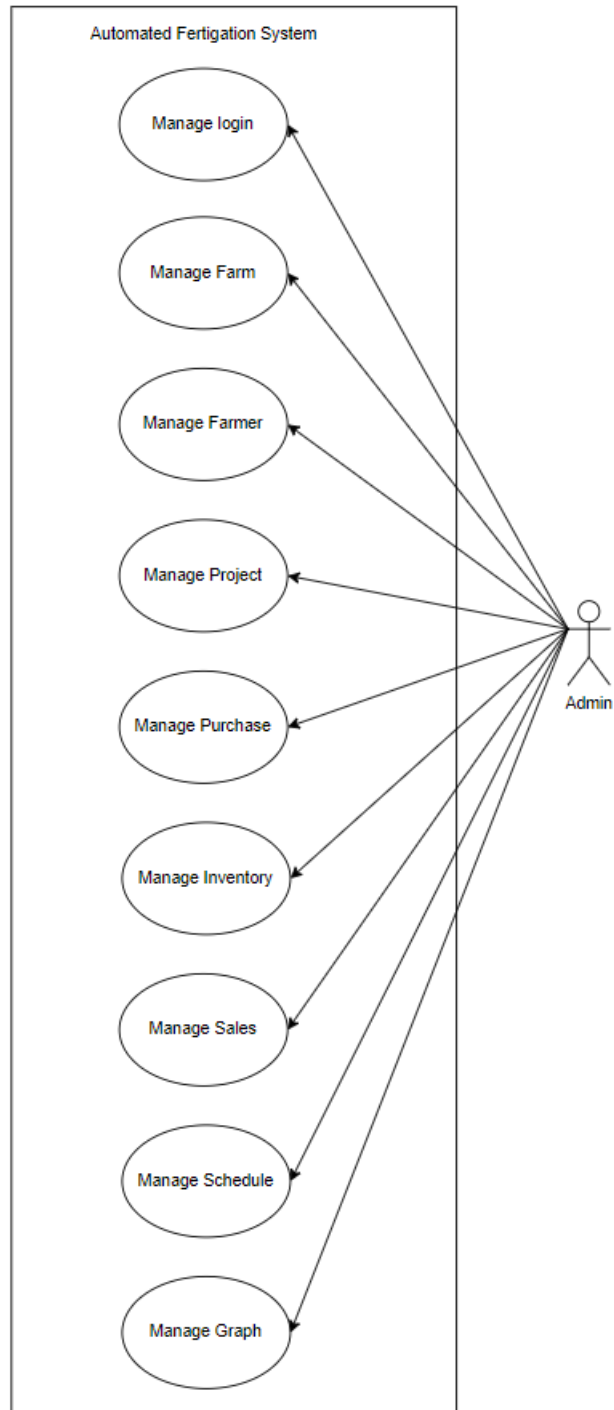 Automated Fertigation System
Manage login
Manage Farm
Manage Farmer
Manage Project
Admin
Manage Purchase
Manage Inventory
Manage Sales
Manage Schedule
Manage Graph